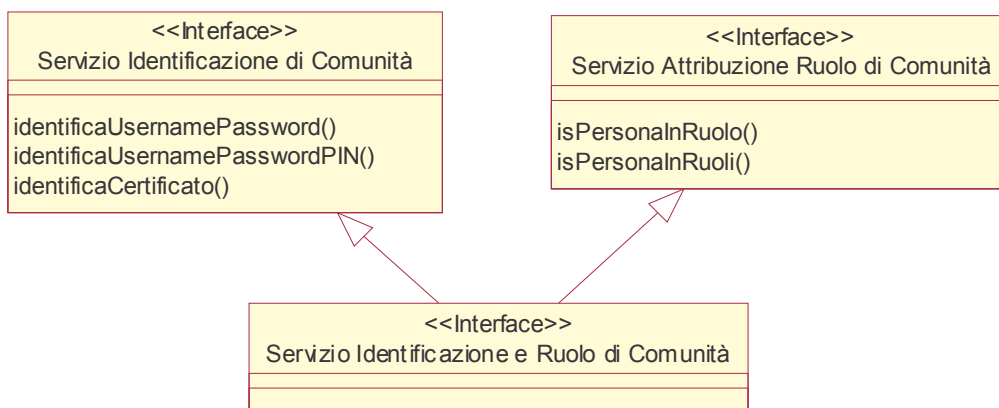 <<Interface>>
Servizio Identificazione di Comunità
identificaUsernamePassword()
identificaUsernamePasswordPIN()
identificaCertificato()
<<Interface>>
Servizio Attribuzione Ruolo di Comunità
isPersonaInRuolo()
isPersonaInRuoli()
<<Interface>>
Servizio Identificazione e Ruolo di Comunità